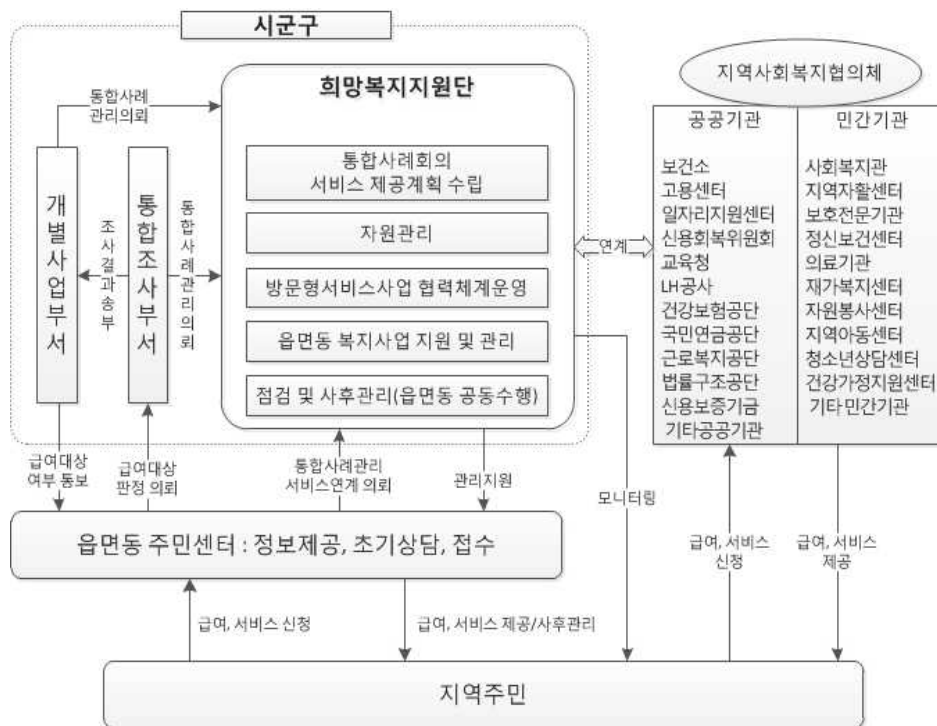 시군구
희망복지지원단
통합사례
관리의뢰
개별사업부서
조사결과송부
통합조사부서
통합사례관리의뢰
통합사례회의
서비스 제공계획 수립
자원관리
방문형서비스사업 협력체계운영
읍면동 복지사업 지원 및 관리
점검 및 사후관리(읍면동 공동수행)
연계
지역사회복지협의체
공공기관
보건소
고용센터
일자리지원센터
신용회복위원회
교육청
LH공사
건강보험공단
국민연금공단
근로복지공단
법률구조공단
신용보증기금
기타공공기관
민간기관
사회복지관
지역자활센터
보호전문기관
정신보건센터
의료기관
재가복지센터
자원봉사센터
지역아동센터
청소년상담센터
건강가정지원센터
기타 민간기관
급여대상
여부 통보
급여대상
판정 의뢰
통합사례관리
서비스연계 의뢰
관리지원
모니터링
급여, 서비스
신청
급여, 서비스
제공
읍면동 주민센터 : 정보제공, 초기상담, 접수
급여, 서비스 신청
급여, 서비스 제공/사후관리
지역주민